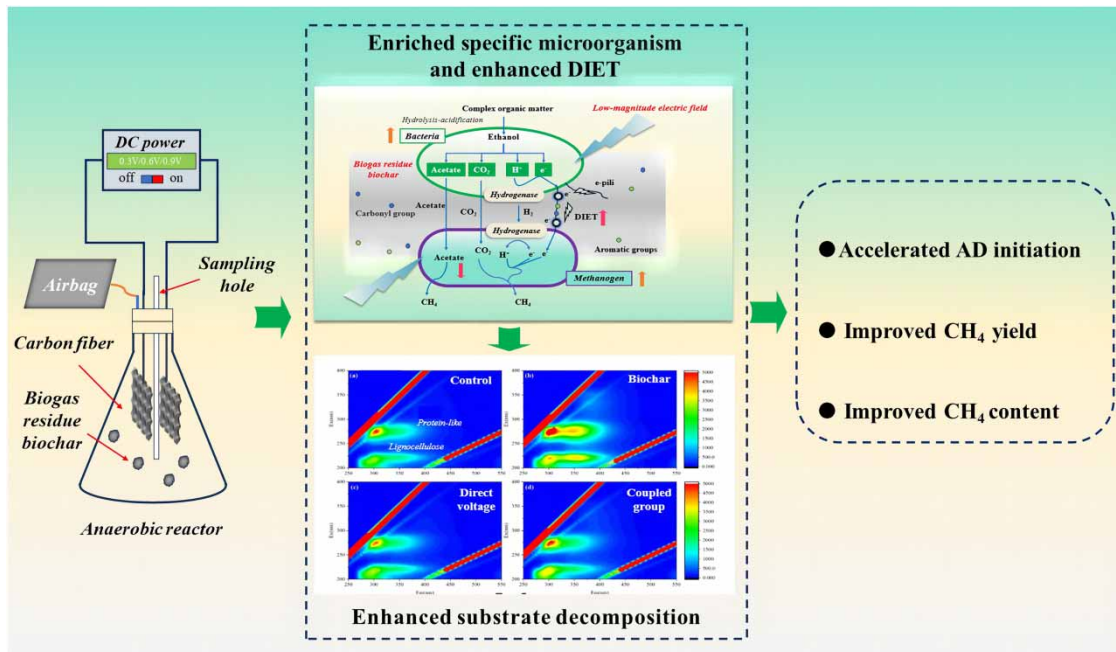 DC power
0.3V/0.6V/0.9V
off on
Airbag
Sampling
hole
Carbon fiber
Biogas
residue
biochar
Anaerobic reactor
Enriched specific microorganism
and enhanced DIET
Complex organic matter
Low-magnitude electric field
Hydrolysis-acidification
Bacteria
Ethanol
Biogas residue
biochar
Acetate
CO₂
H⁺
e⁻
Hydrogenase
e-pili
Carbonyl group
Acetate
CO₂
H₂
e⁻
DIET
Hydrogenase
Aromatic groups
Acetate
CO₂
H⁺
e⁻
e⁻
Methanogen
CH₄
CH₄
(a)
Control
Protein-like
Lignocellulose
(b)
Biochar
(c)
Direct
voltage
(d)
Coupled
group
Enhanced substrate decomposition
● Accelerated AD initiation
● Improved CH₄ yield
● Improved CH₄ content